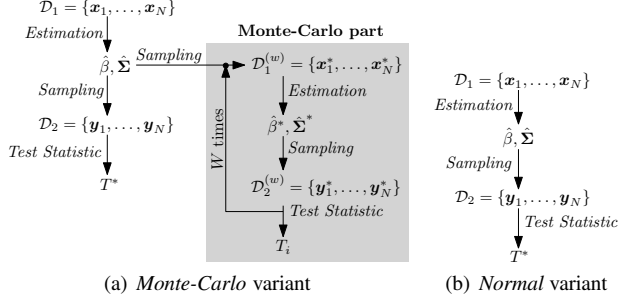 𝒟₁ = {𝒙₁, . . . , 𝒙_N}
Estimation
β̂, 𝚺̂
Sampling
𝒟₂ = {𝒚₁, . . . , 𝒚_N}
Test Statistic
T*
Sampling
Monte-Carlo part
𝒟₁⁽ʷ⁾ = {𝒙₁*, . . . , 𝒙_N*}
Estimation
β̂*, 𝚺̂*
Sampling
𝒟₂⁽ʷ⁾ = {𝒚₁*, . . . , 𝒚_N*}
Test Statistic
T_i
W times
(a) Monte-Carlo variant
𝒟₁ = {𝒙₁, . . . , 𝒙_N}
Estimation
β̂, 𝚺̂
Sampling
𝒟₂ = {𝒚₁, . . . , 𝒚_N}
Test Statistic
T*
(b) Normal variant